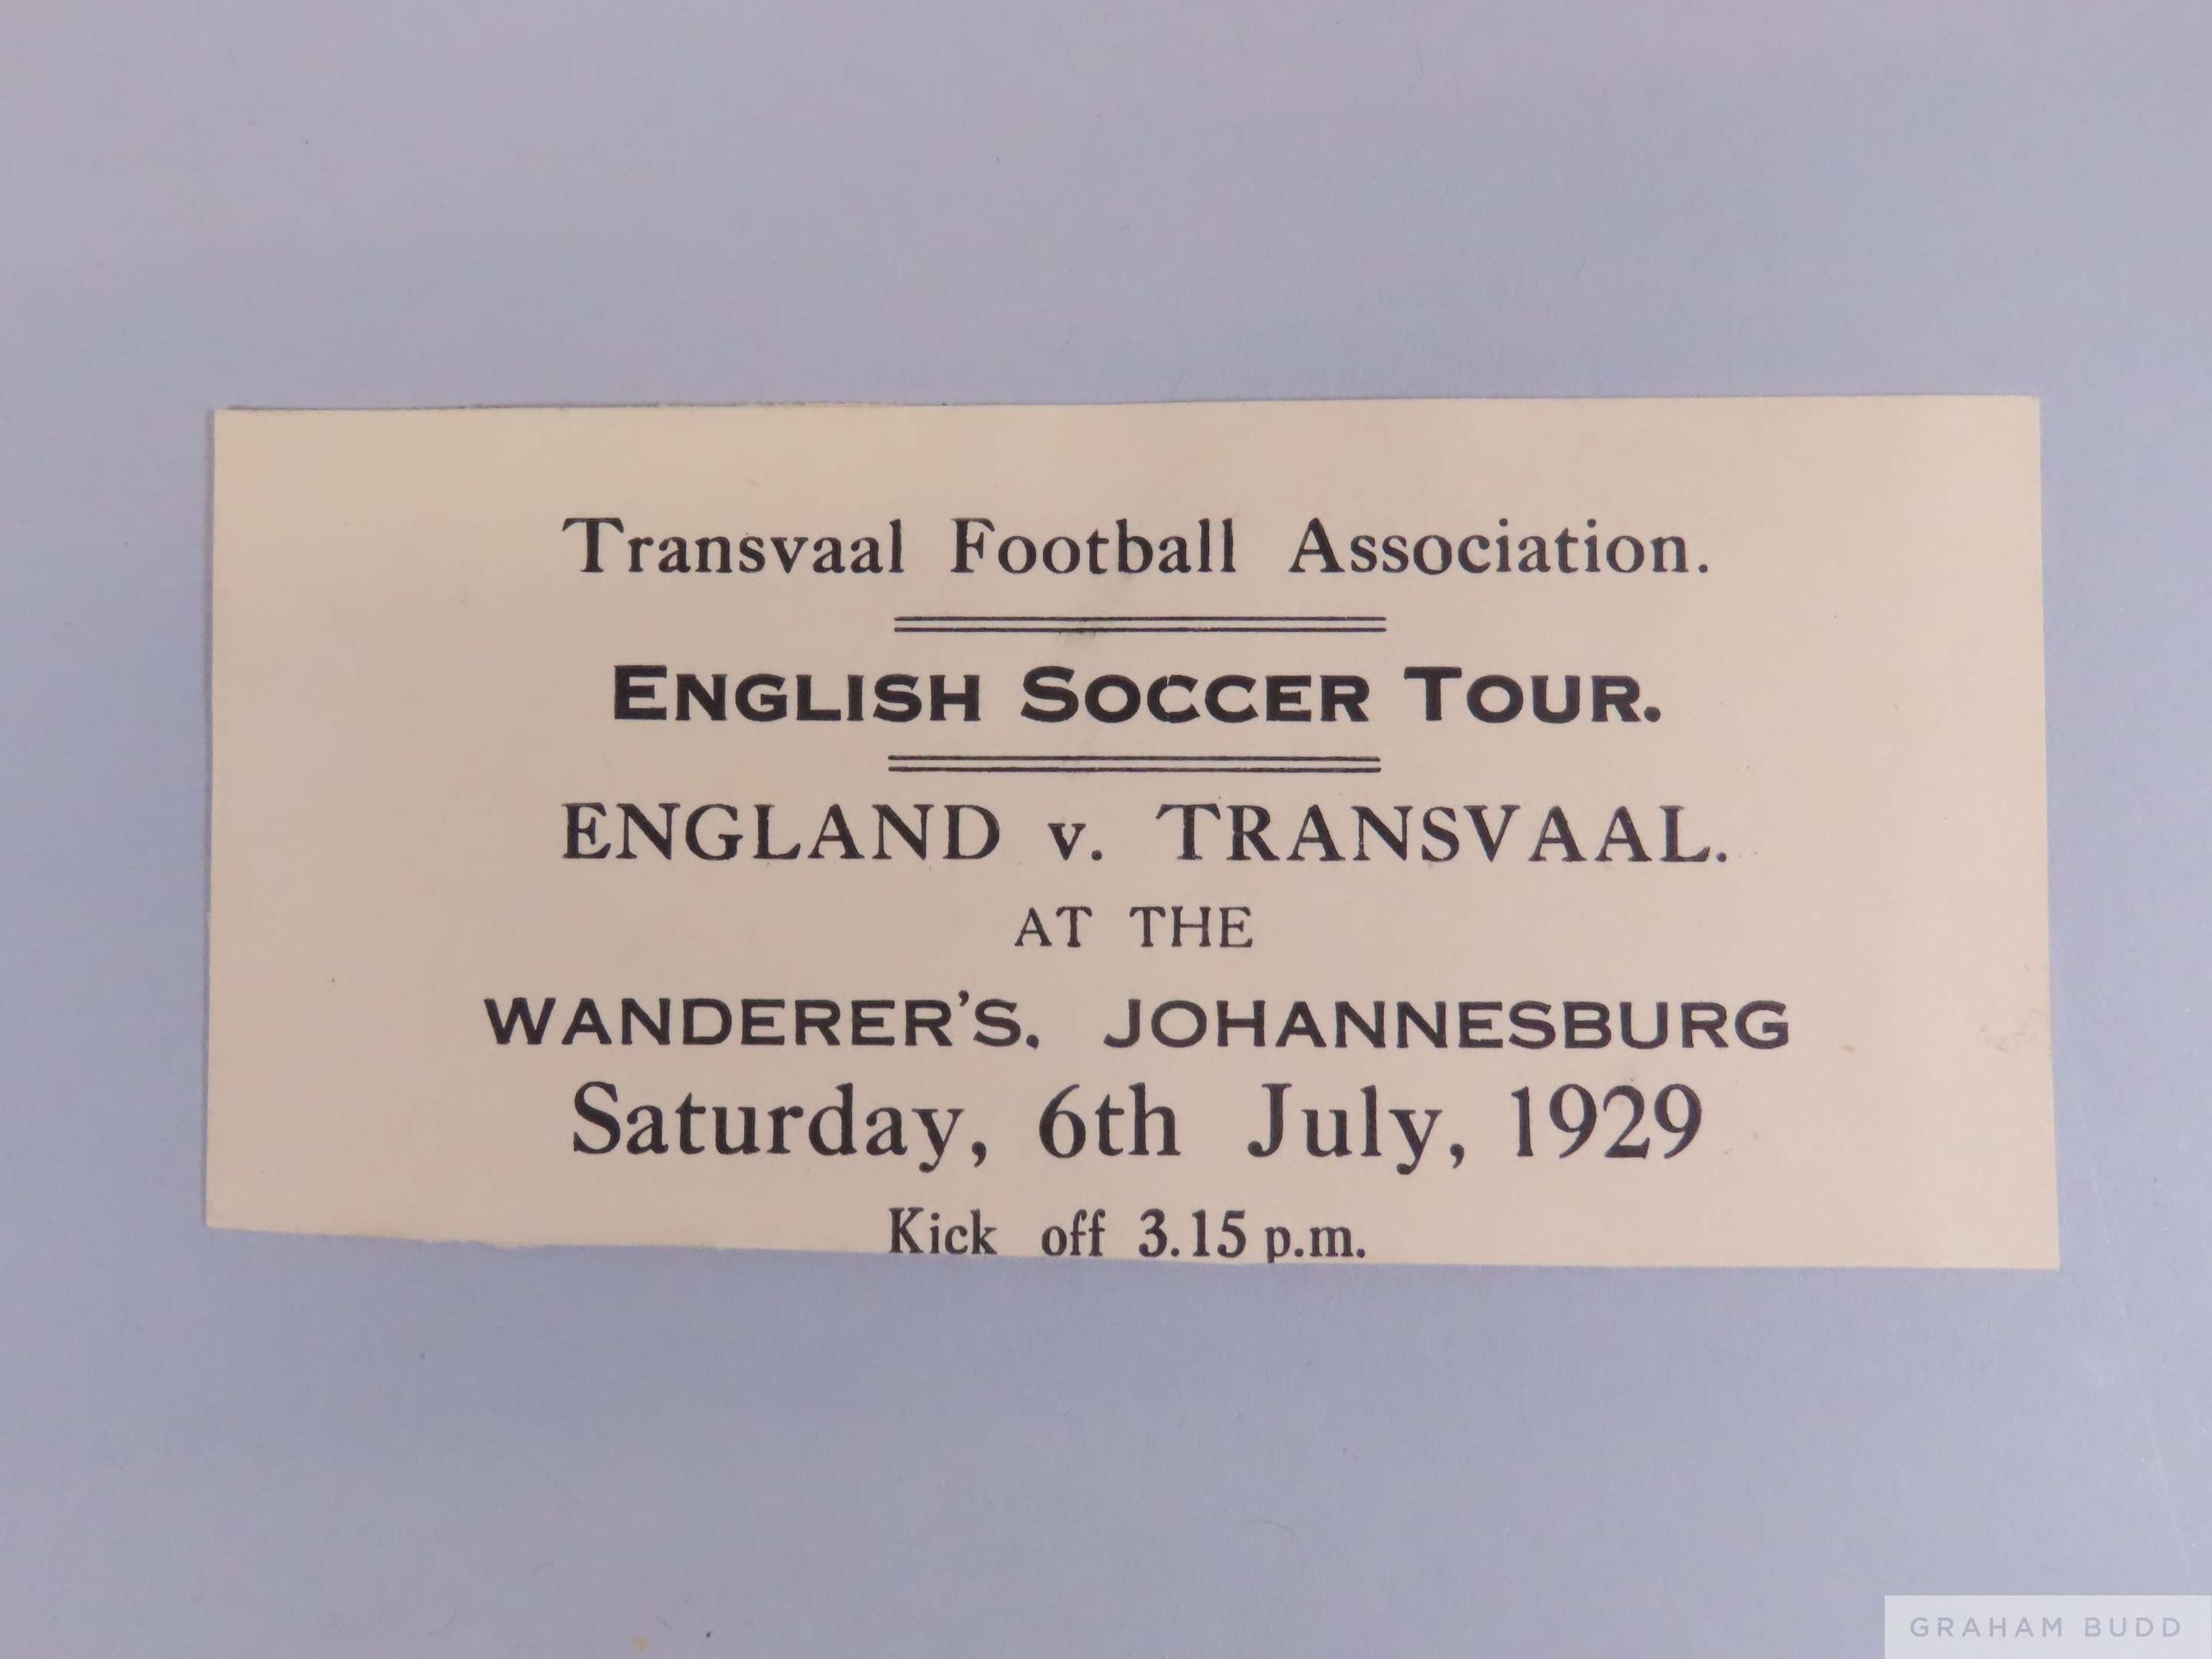 Transvaal Football Association.
ENGLISH SOCCER TOUR.
ENGLAND v. TRANSVAAL.
AT THE
WANDERER'S. JOHANNESBURG
Saturday, 6th July, 1929
Kick off 3.15 p.m.
GRAHAM BUDD